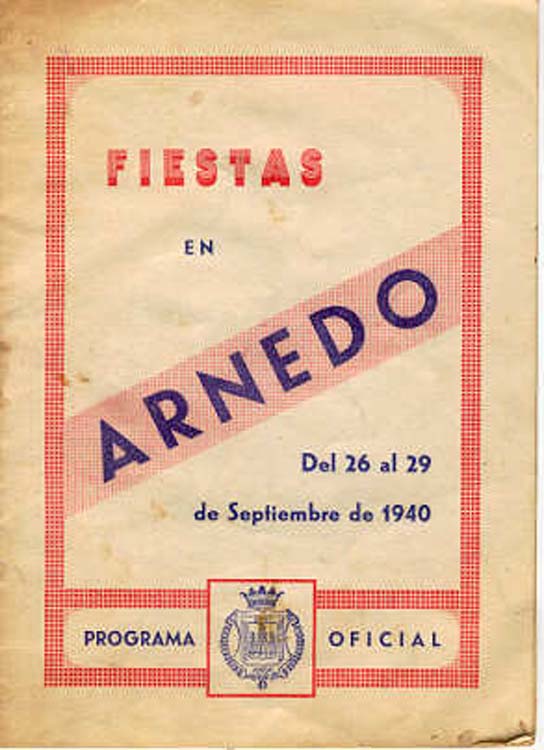 FIESTAS
EN
ARNEDO
Del 26 al 29
de Septiembre de 1940
PROGRAMA OFICIAL